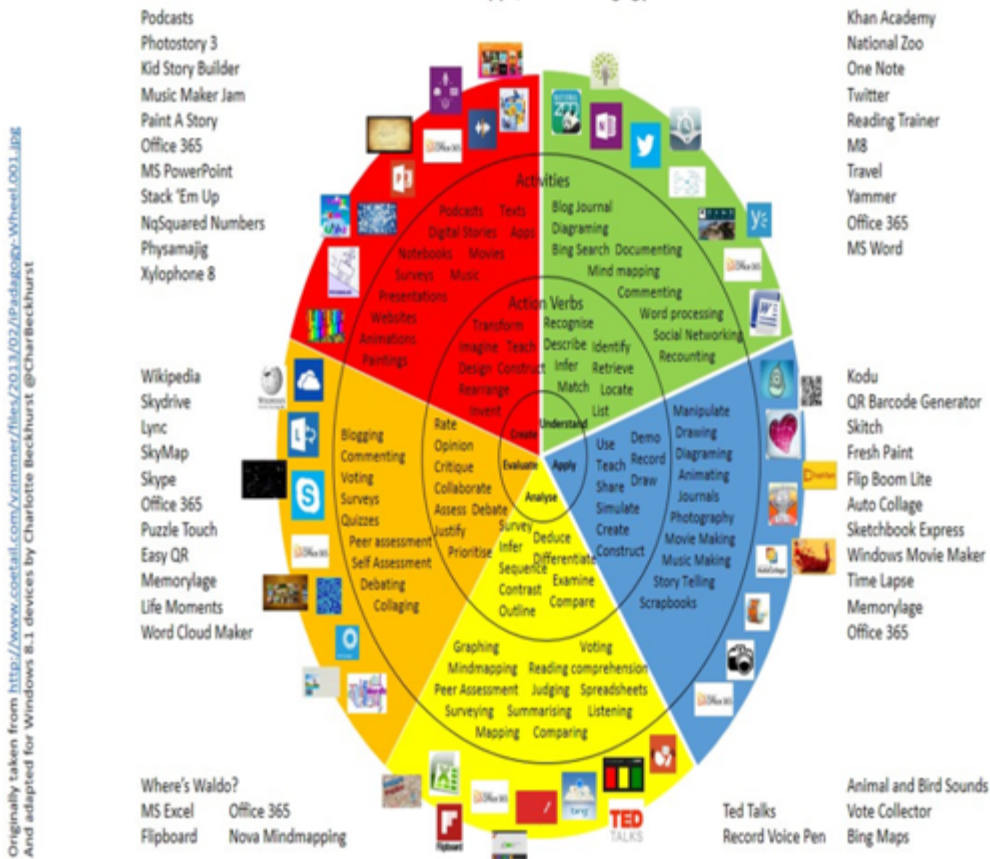 Podcasts
Photostory 3
Kid Story Builder
Music Maker Jam
Paint A Story
Office 365
MS PowerPoint
Stack 'Em Up
NqSquared Numbers
Physamajig
Xylophone 8
Khan Academy
National Zoo
One Note
Twitter
Reading Trainer
M8
Travel
Yammer
Office 365
MS Word
Activities
Podcasts Texts
Digital Stories Apps
Notebooks Movies
Surveys Music
Presentations
Websites
Animations
Paintings
Blog Journal
Diagraming
Bing Search Documenting
Mind mapping
Commenting
Word processing
Social Networking
Recounting
Action Verbs
Transform
Imagine Teach
Design Construct
Rearrange
Invent
Create
Recognise
Describe Identify
Infer Retrieve
Match Locate
List
Understand
Wikipedia
Skydrive
Lync
SkyMap
Skype
Office 365
Puzzle Touch
Easy QR
Memorylage
Life Moments
Word Cloud Maker
Blogging
Commenting
Voting
Surveys
Quizzes
Peer assessment
Self Assessment
Debating
Collaging
Rate
Opinion
Critique
Collaborate
Assess Debate
Justify
Prioritise
Evaluate
Apply
Analyse
Use Demo
Teach Record
Share Draw
Simulate
Create
Construct
Manipulate
Drawing
Diagraming
Animating
Journals
Photography
Movie Making
Music Making
Story Telling
Scrapbooks
Kodu
QR Barcode Generator
Skitch
Fresh Paint
Flip Boom Lite
Auto Collage
Sketchbook Express
Windows Movie Maker
Time Lapse
Memorylage
Office 365
Survey Deduce
Infer Differentiate
Sequence Examine
Contrast Compare
Outline
Graphing Voting
Mindmapping Reading comprehension
Peer Assessment Judging Spreadsheets
Surveying Summarising Listening
Mapping Comparing
Where's Waldo?
MS Excel Office 365
Flipboard Nova Mindmapping
Flipboard
TED
TALKS
Ted Talks
Record Voice Pen
Animal and Bird Sounds
Vote Collector
Bing Maps
Originally taken from http://www.coetail.com/vzimmer/files/2013/02/iPadagogy-Wheel.001.jpg
And adapted for Windows 8.1 devices by Charlotte Beckhurst @CharBeckhurst